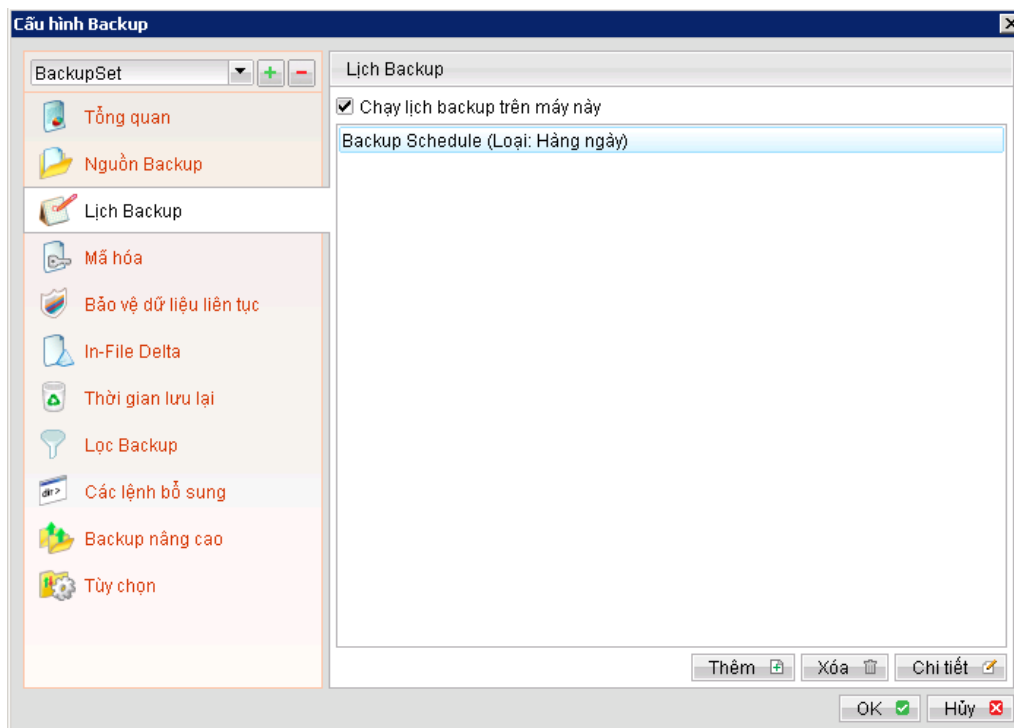 Cấu hình Backup
BackupSet
Tổng quan
Nguồn Backup
Lịch Backup
Mã hóa
Bảo vệ dữ liệu liên tục
In-File Delta
Thời gian lưu lại
Lọc Backup
dir>
Các lệnh bổ sung
Backup nâng cao
Tùy chọn
Lịch Backup
Chạy lịch backup trên máy này
Backup Schedule (Loại: Hàng ngày)
Thêm
Xóa
Chi tiết
OK
Hủy